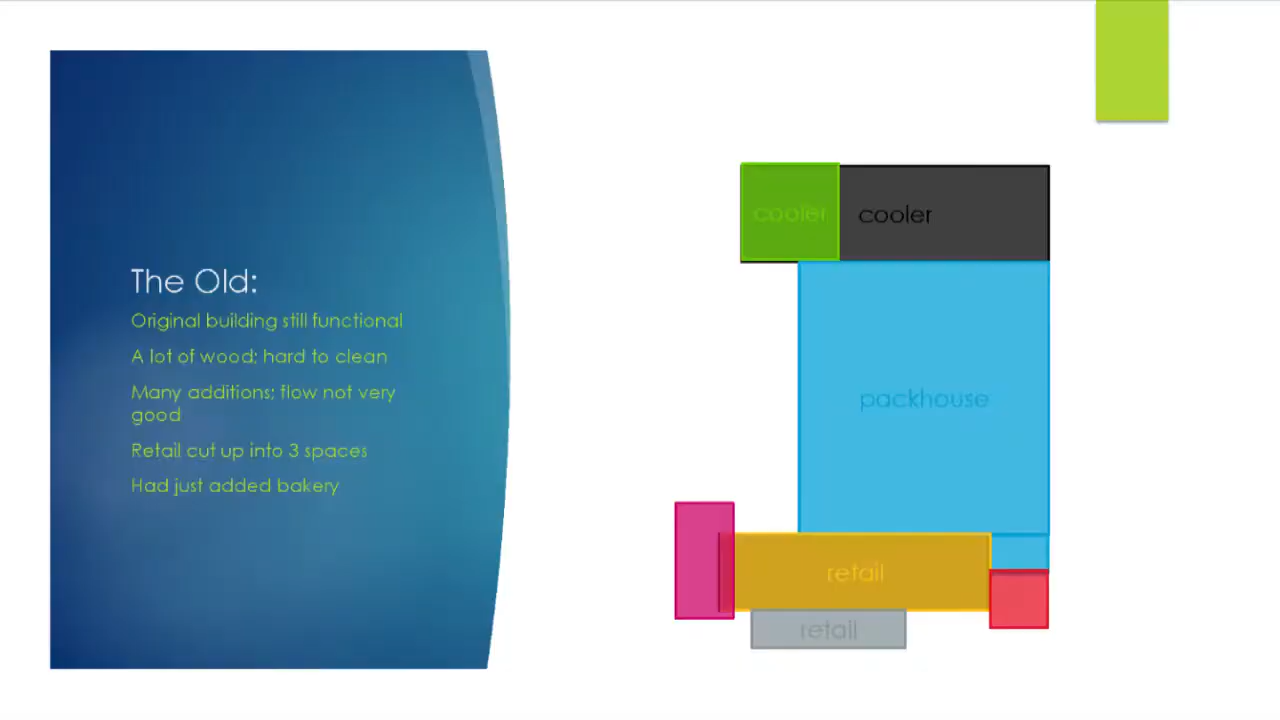 The Old:
Original building still functional
A lot of wood; hard to clean
Many additions; flow not very
good
Retail cut up into 3 spaces
Had just added bakery
cooler
cooler
packhouse
retail
retail